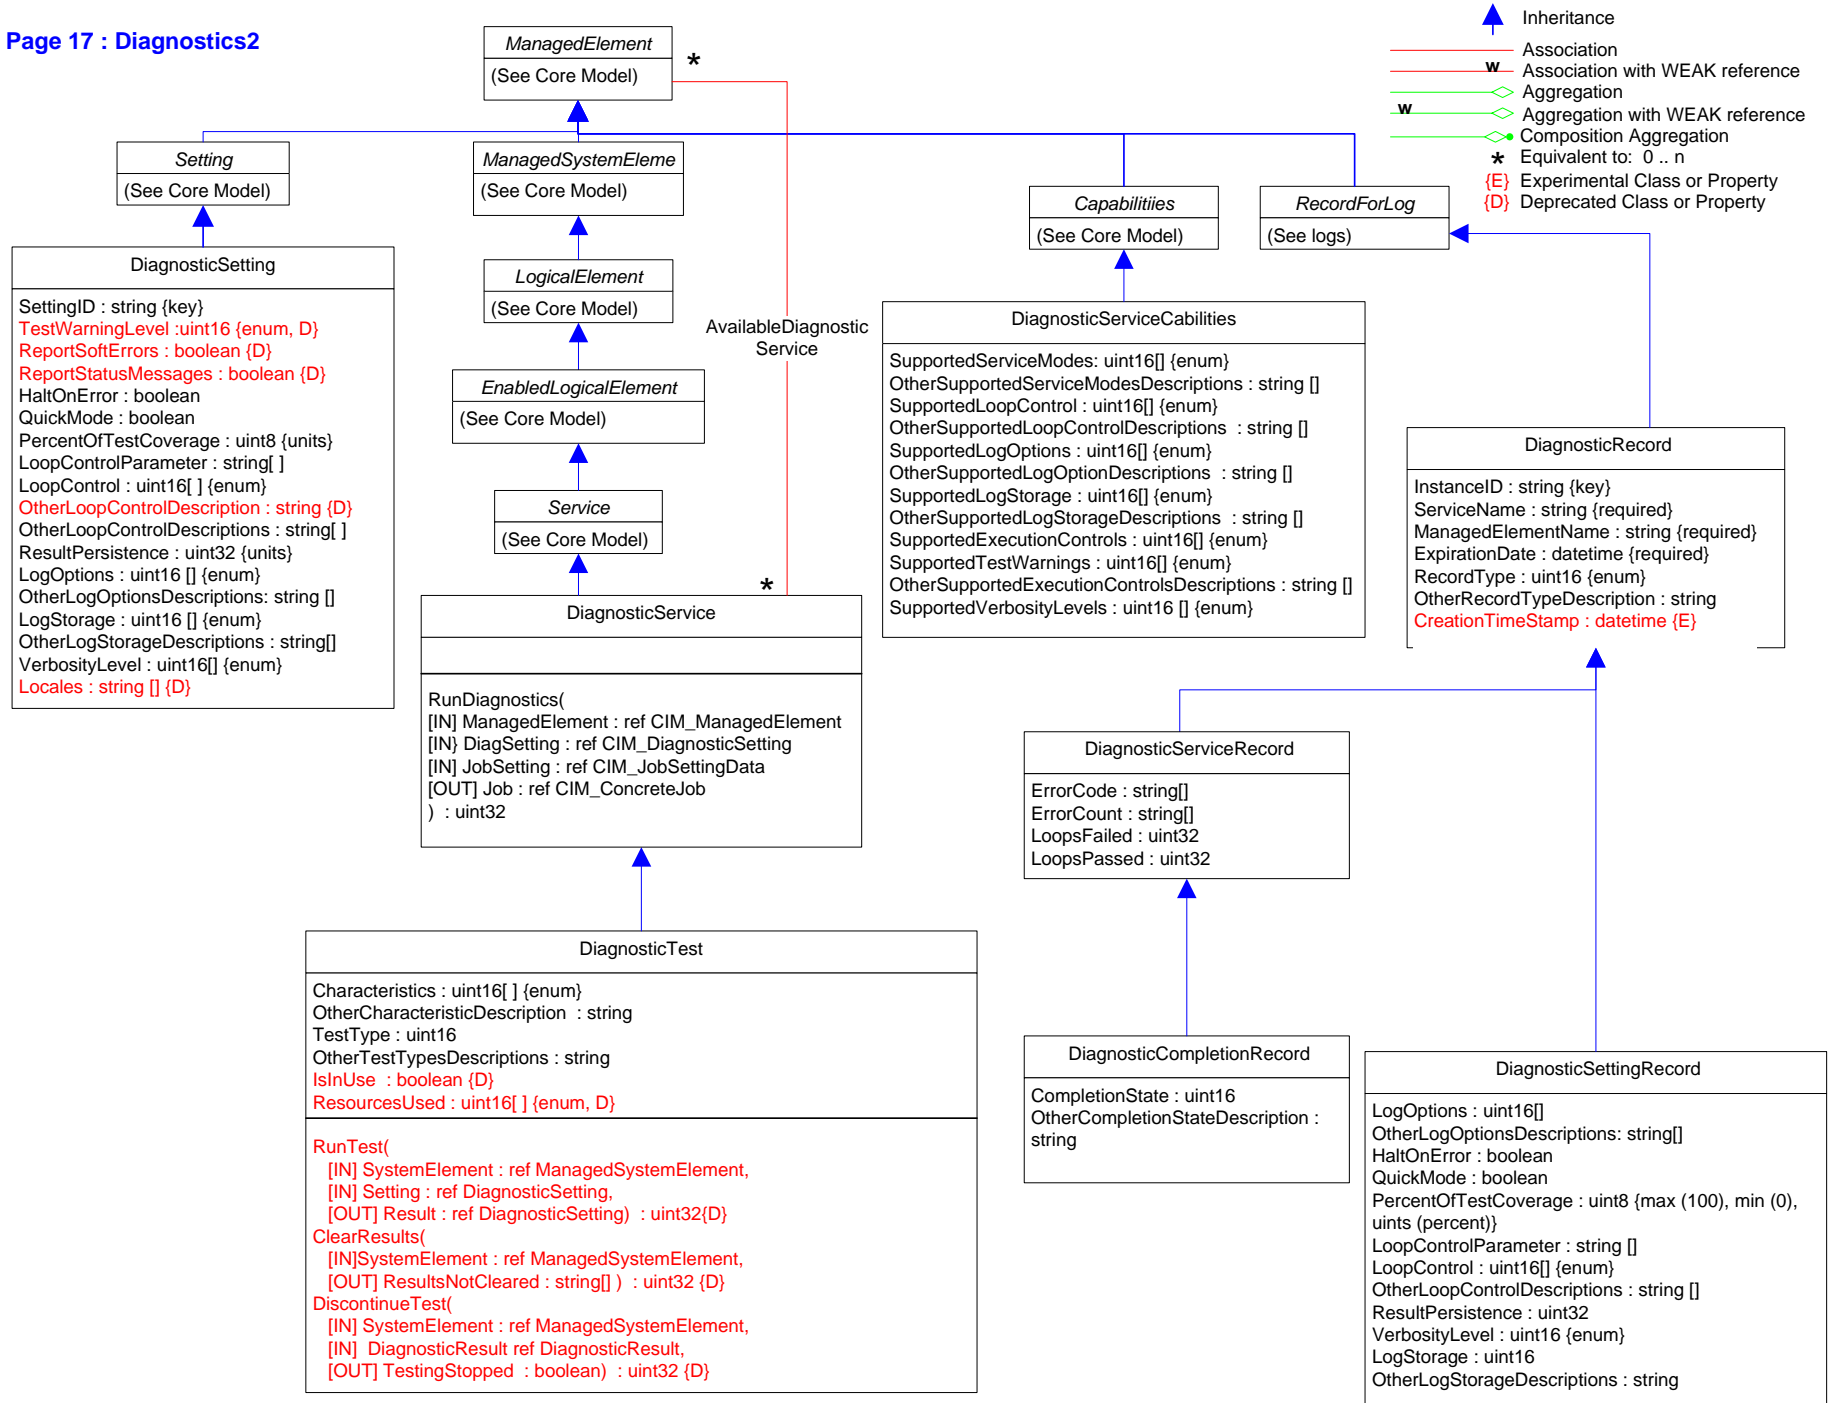 Page 17 : Diagnostics2
Inheritance
Association
w
Association with WEAK reference
Aggregation
w
Aggregation with WEAK reference
Composition Aggregation
* Equivalent to: 0 .. n
{E} Experimental Class or Property
{D} Deprecated Class or Property
ManagedElement
(See Core Model)
*
Setting
(See Core Model)
ManagedSystemEleme
(See Core Model)
Capabilitiies
(See Core Model)
RecordForLog
(See logs)
LogicalElement
(See Core Model)
EnabledLogicalElement
(See Core Model)
Service
(See Core Model)
AvailableDiagnostic
Service
*
DiagnosticSetting
SettingID : string {key}
TestWarningLevel :uint16 {enum, D}
ReportSoftErrors : boolean {D}
ReportStatusMessages : boolean {D}
HaltOnError : boolean
QuickMode : boolean
PercentOfTestCoverage : uint8 {units}
LoopControlParameter : string[ ]
LoopControl : uint16[ ] {enum}
OtherLoopControlDescription : string {D}
OtherLoopControlDescriptions : string[ ]
ResultPersistence : uint32 {units}
LogOptions : uint16 [] {enum}
OtherLogOptionsDescriptions: string []
LogStorage : uint16 [] {enum}
OtherLogStorageDescriptions : string[]
VerbosityLevel : uint16[] {enum}
Locales : string [] {D}
DiagnosticService
RunDiagnostics(
[IN] ManagedElement : ref CIM_ManagedElement
[IN} DiagSetting : ref CIM_DiagnosticSetting
[IN] JobSetting : ref CIM_JobSettingData
[OUT] Job : ref CIM_ConcreteJob
) : uint32
DiagnosticServiceCabilities
SupportedServiceModes: uint16[] {enum}
OtherSupportedServiceModesDescriptions : string []
SupportedLoopControl : uint16[] {enum}
OtherSupportedLoopControlDescriptions : string []
SupportedLogOptions : uint16[] {enum}
OtherSupportedLogOptionDescriptions : string []
SupportedLogStorage : uint16[] {enum}
OtherSupportedLogStorageDescriptions : string []
SupportedExecutionControls : uint16[] {enum}
SupportedTestWarnings : uint16[] {enum}
OtherSupportedExecutionControlsDescriptions : string []
SupportedVerbosityLevels : uint16 [] {enum}
DiagnosticRecord
InstanceID : string {key}
ServiceName : string {required}
ManagedElementName : string {required}
ExpirationDate : datetime {required}
RecordType : uint16 {enum}
OtherRecordTypeDescription : string
CreationTimeStamp : datetime {E}
DiagnosticServiceRecord
ErrorCode : string[]
ErrorCount : string[]
LoopsFailed : uint32
LoopsPassed : uint32
DiagnosticTest
Characteristics : uint16[ ] {enum}
OtherCharacteristicDescription : string
TestType : uint16
OtherTestTypesDescriptions : string
IsInUse : boolean {D}
ResourcesUsed : uint16[ ] {enum, D}
RunTest(
[IN] SystemElement : ref ManagedSystemElement,
[IN] Setting : ref DiagnosticSetting,
[OUT] Result : ref DiagnosticSetting) : uint32{D}
ClearResults(
[IN]SystemElement : ref ManagedSystemElement,
[OUT] ResultsNotCleared : string[] ) : uint32 {D}
DiscontinueTest(
[IN] SystemElement : ref ManagedSystemElement,
[IN] DiagnosticResult ref DiagnosticResult,
[OUT] TestingStopped : boolean) : uint32 {D}
DiagnosticCompletionRecord
CompletionState : uint16
OtherCompletionStateDescription :
string
DiagnosticSettingRecord
LogOptions : uint16[]
OtherLogOptionsDescriptions: string[]
HaltOnError : boolean
QuickMode : boolean
PercentOfTestCoverage : uint8 {max (100), min (0),
uints (percent)}
LoopControlParameter : string []
LoopControl : uint16[] {enum}
OtherLoopControlDescriptions : string []
ResultPersistence : uint32
VerbosityLevel : uint16 {enum}
LogStorage : uint16
OtherLogStorageDescriptions : string